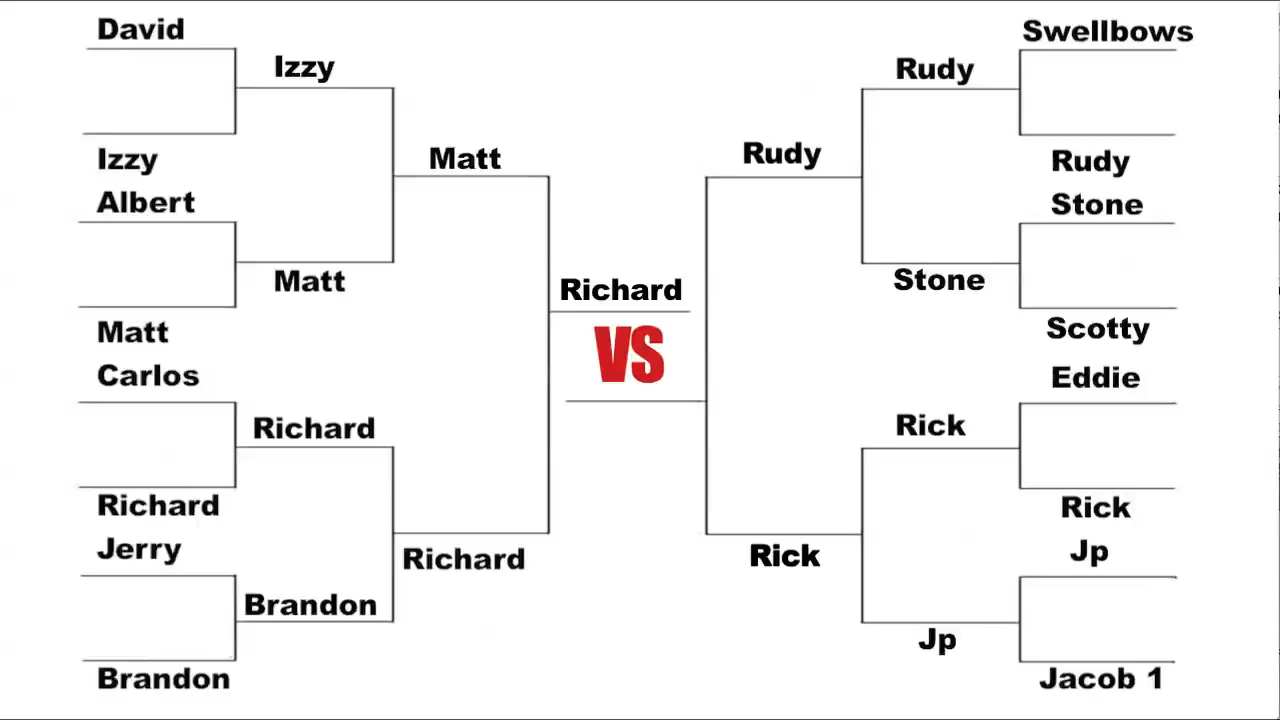 David
Izzy
Albert
Matt
Carlos
Richard
Jerry
Brandon
Izzy
Matt
Richard
Brandon
Matt
Richard
Richard
VS
Rudy
Rick
Rudy
Stone
Rick
Jp
Swellbows
Rudy
Stone
Scotty
Eddie
Rick
Jp
Jacob 1